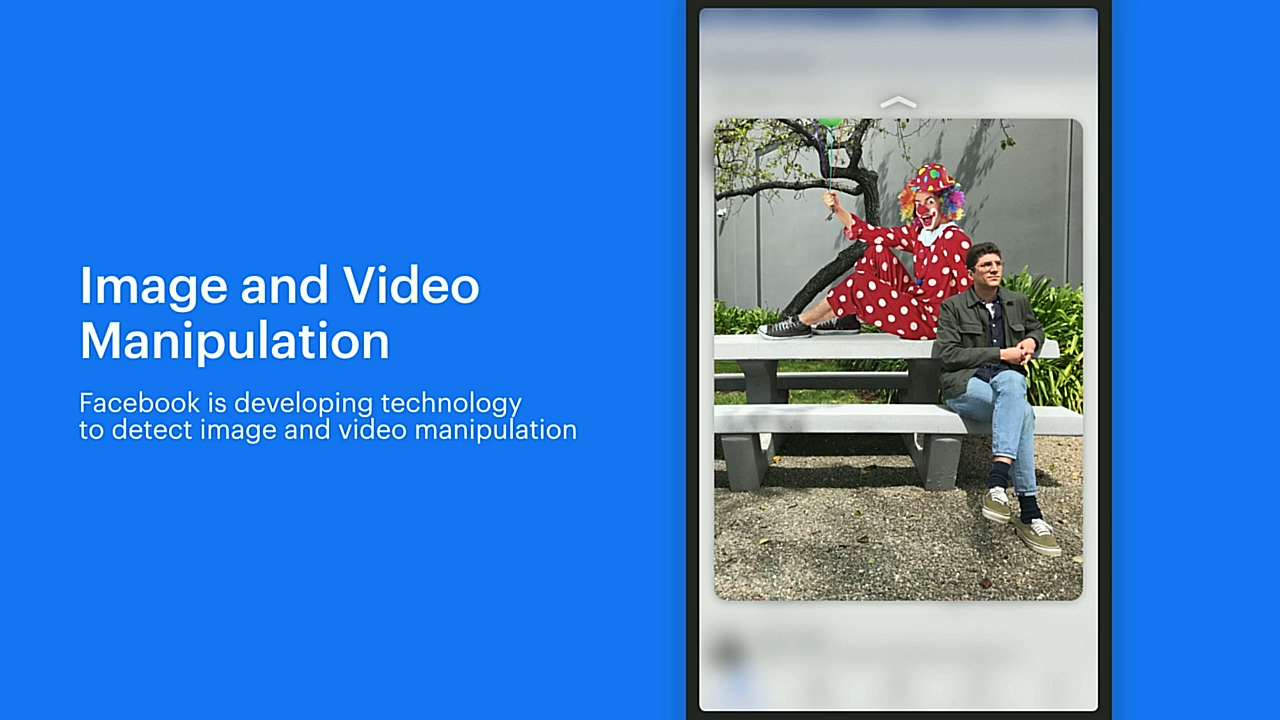 Image and Video
Manipulation
Facebook is developing technology
to detect image and video manipulation